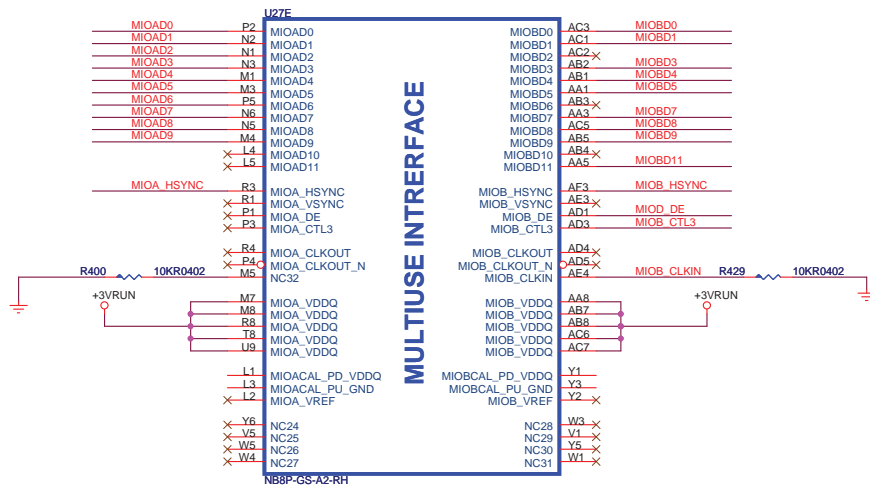 U27E
MIOAD0 P2 MIOAD0 MIOBD0 AC3 MIOBD0
MIOAD1 N2 MIOAD1 MIOBD1 AC1 MIOBD1
MIOAD2 N1 MIOAD2 MIOBD2 AC2
MIOAD3 N3 MIOAD3 MIOBD3 AB2 MIOBD3
MIOAD4 M1 MIOAD4 MIOBD4 AB1 MIOBD4
MIOAD5 M3 MIOAD5 MIOBD5 AA1 MIOBD5
MIOAD6 P5 MIOAD6 MIOBD6 AB3
MIOAD7 N6 MIOAD7 MIOBD7 AA3 MIOBD7
MIOAD8 N5 MIOAD8 MIOBD8 AC5 MIOBD8
MIOAD9 M4 MIOAD9 MIOBD9 AB5 MIOBD9
L4 MIOAD10 MIOBD10 AB4
L5 MIOAD11 MIOBD11 AA5 MIOBD11
MULTIUSE INTRERFACE
MIOA_HSYNC R3 MIOA_HSYNC MIOB_HSYNC AF3 MIOB_HSYNC
R1 MIOA_VSYNC MIOB_VSYNC AE3
P1 MIOA_DE MIOB_DE AD1 MIOD_DE
P3 MIOA_CTL3 MIOB_CTL3 AD3 MIOB_CTL3
R4 MIOA_CLKOUT MIOB_CLKOUT AD4
P4 MIOA_CLKOUT_N MIOB_CLKOUT_N AD5
R400 10KR0402 M5 NC32 MIOB_CLKIN AE4 MIOB_CLKIN R429 10KR0402
+3VRUN M7 MIOA_VDDQ MIOB_VDDQ AA8 +3VRUN
M8 MIOA_VDDQ MIOB_VDDQ AB7
R8 MIOA_VDDQ MIOB_VDDQ AB8
T8 MIOA_VDDQ MIOB_VDDQ AC6
U9 MIOA_VDDQ MIOB_VDDQ AC7
L1 MIOACAL_PD_VDDQ MIOBCAL_PD_VDDQ Y1
L3 MIOACAL_PU_GND MIOBCAL_PU_GND Y3
L2 MIOA_VREF MIOB_VREF Y2
Y6 NC24 NC28 W3
V5 NC25 NC29 V1
W5 NC26 NC30 Y5
W4 NC27 NC31 W1
NB8P-GS-A2-RH